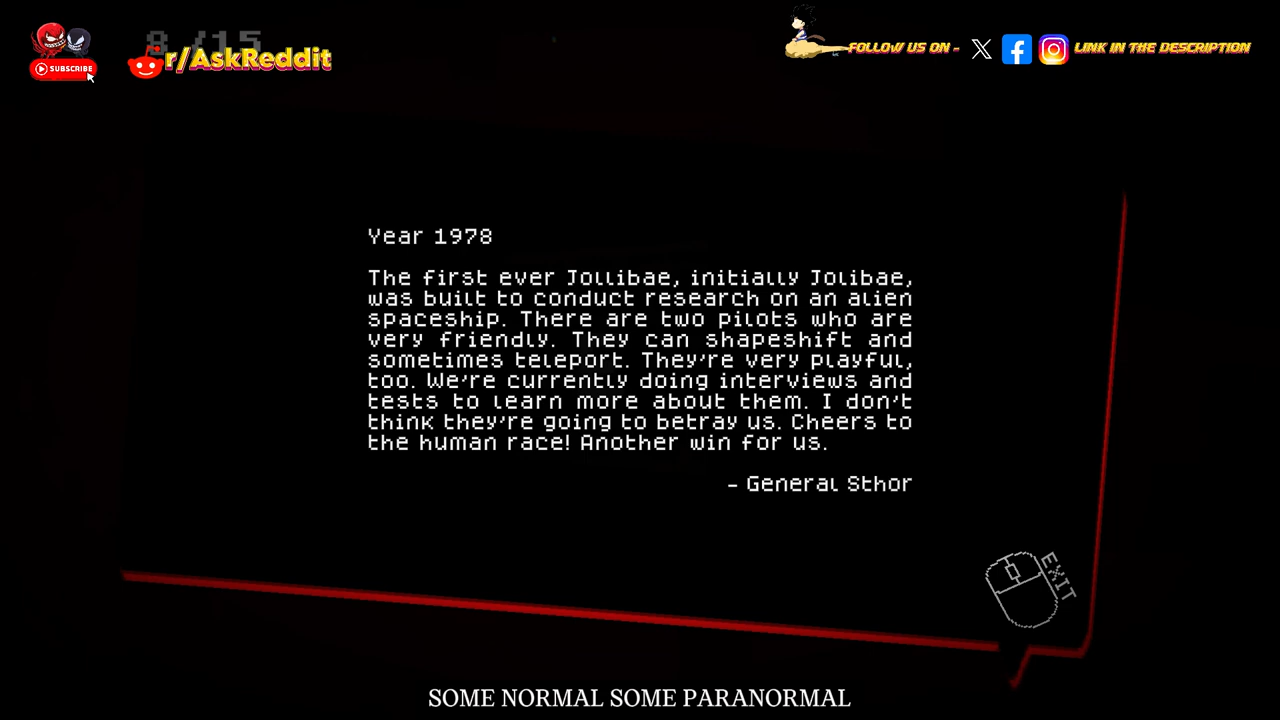 8/15
SUBSCRIBE
r/AskReddit
FOLLOW US ON -
LINK IN THE DESCRIPTION
Year 1978
The first ever Jollibae, initially Jolibae,
was built to conduct research on an alien
spaceship. There are two pilots who are
very friendly. They can shapeshift and
sometimes teleport. They're very playful,
too. We're currently doing interviews and
tests to learn more about them. I don't
think they're going to betray us. Cheers to
the human race! Another win for us.
- General Sthor
EXIT
SOME NORMAL SOME PARANORMAL